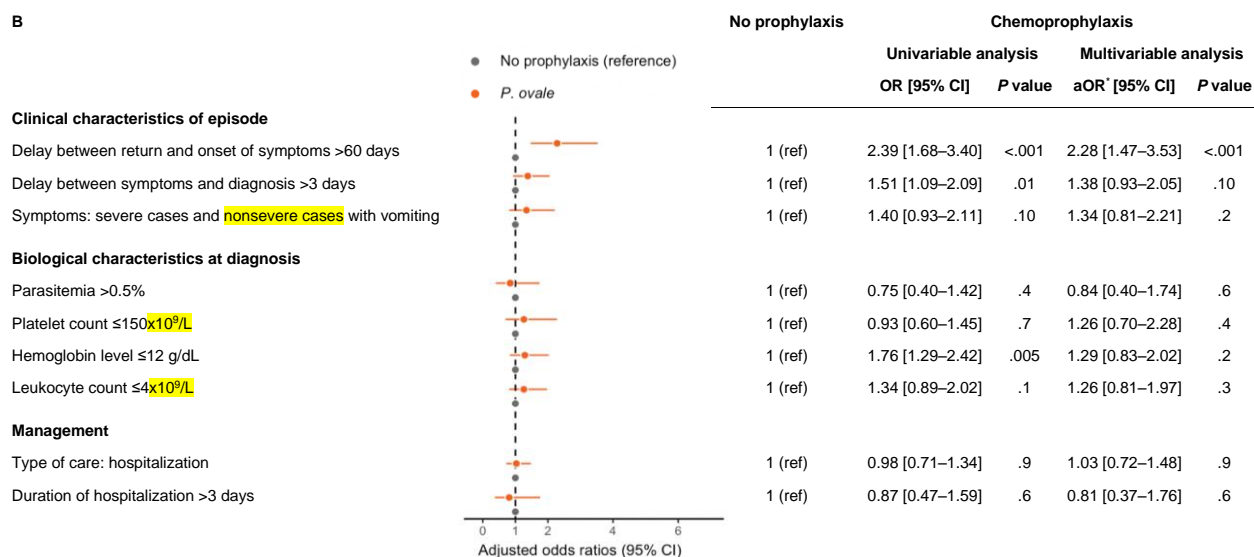 B
No prophylaxis Chemoprophylaxis
Univariable analysis Multivariable analysis
OR [95% CI] P value aOR* [95% CI] P value
No prophylaxis (reference)
P. ovale
Clinical characteristics of episode
Delay between return and onset of symptoms >60 days 1 (ref) 2.39 [1.68–3.40] <.001 2.28 [1.47–3.53] <.001
Delay between symptoms and diagnosis >3 days 1 (ref) 1.51 [1.09–2.09] .01 1.38 [0.93–2.05] .10
Symptoms: severe cases and nonsevere cases with vomiting 1 (ref) 1.40 [0.93–2.11] .10 1.34 [0.81–2.21] .2
Biological characteristics at diagnosis
Parasitemia >0.5% 1 (ref) 0.75 [0.40–1.42] .4 0.84 [0.40–1.74] .6
Platelet count ≤150x10⁹/L 1 (ref) 0.93 [0.60–1.45] .7 1.26 [0.70–2.28] .4
Hemoglobin level ≤12 g/dL 1 (ref) 1.76 [1.29–2.42] .005 1.29 [0.83–2.02] .2
Leukocyte count ≤4x10⁹/L 1 (ref) 1.34 [0.89–2.02] .1 1.26 [0.81–1.97] .3
Management
Type of care: hospitalization 1 (ref) 0.98 [0.71–1.34] .9 1.03 [0.72–1.48] .9
Duration of hospitalization >3 days 1 (ref) 0.87 [0.47–1.59] .6 0.81 [0.37–1.76] .6
0 1 2 4 6
Adjusted odds ratios (95% CI)